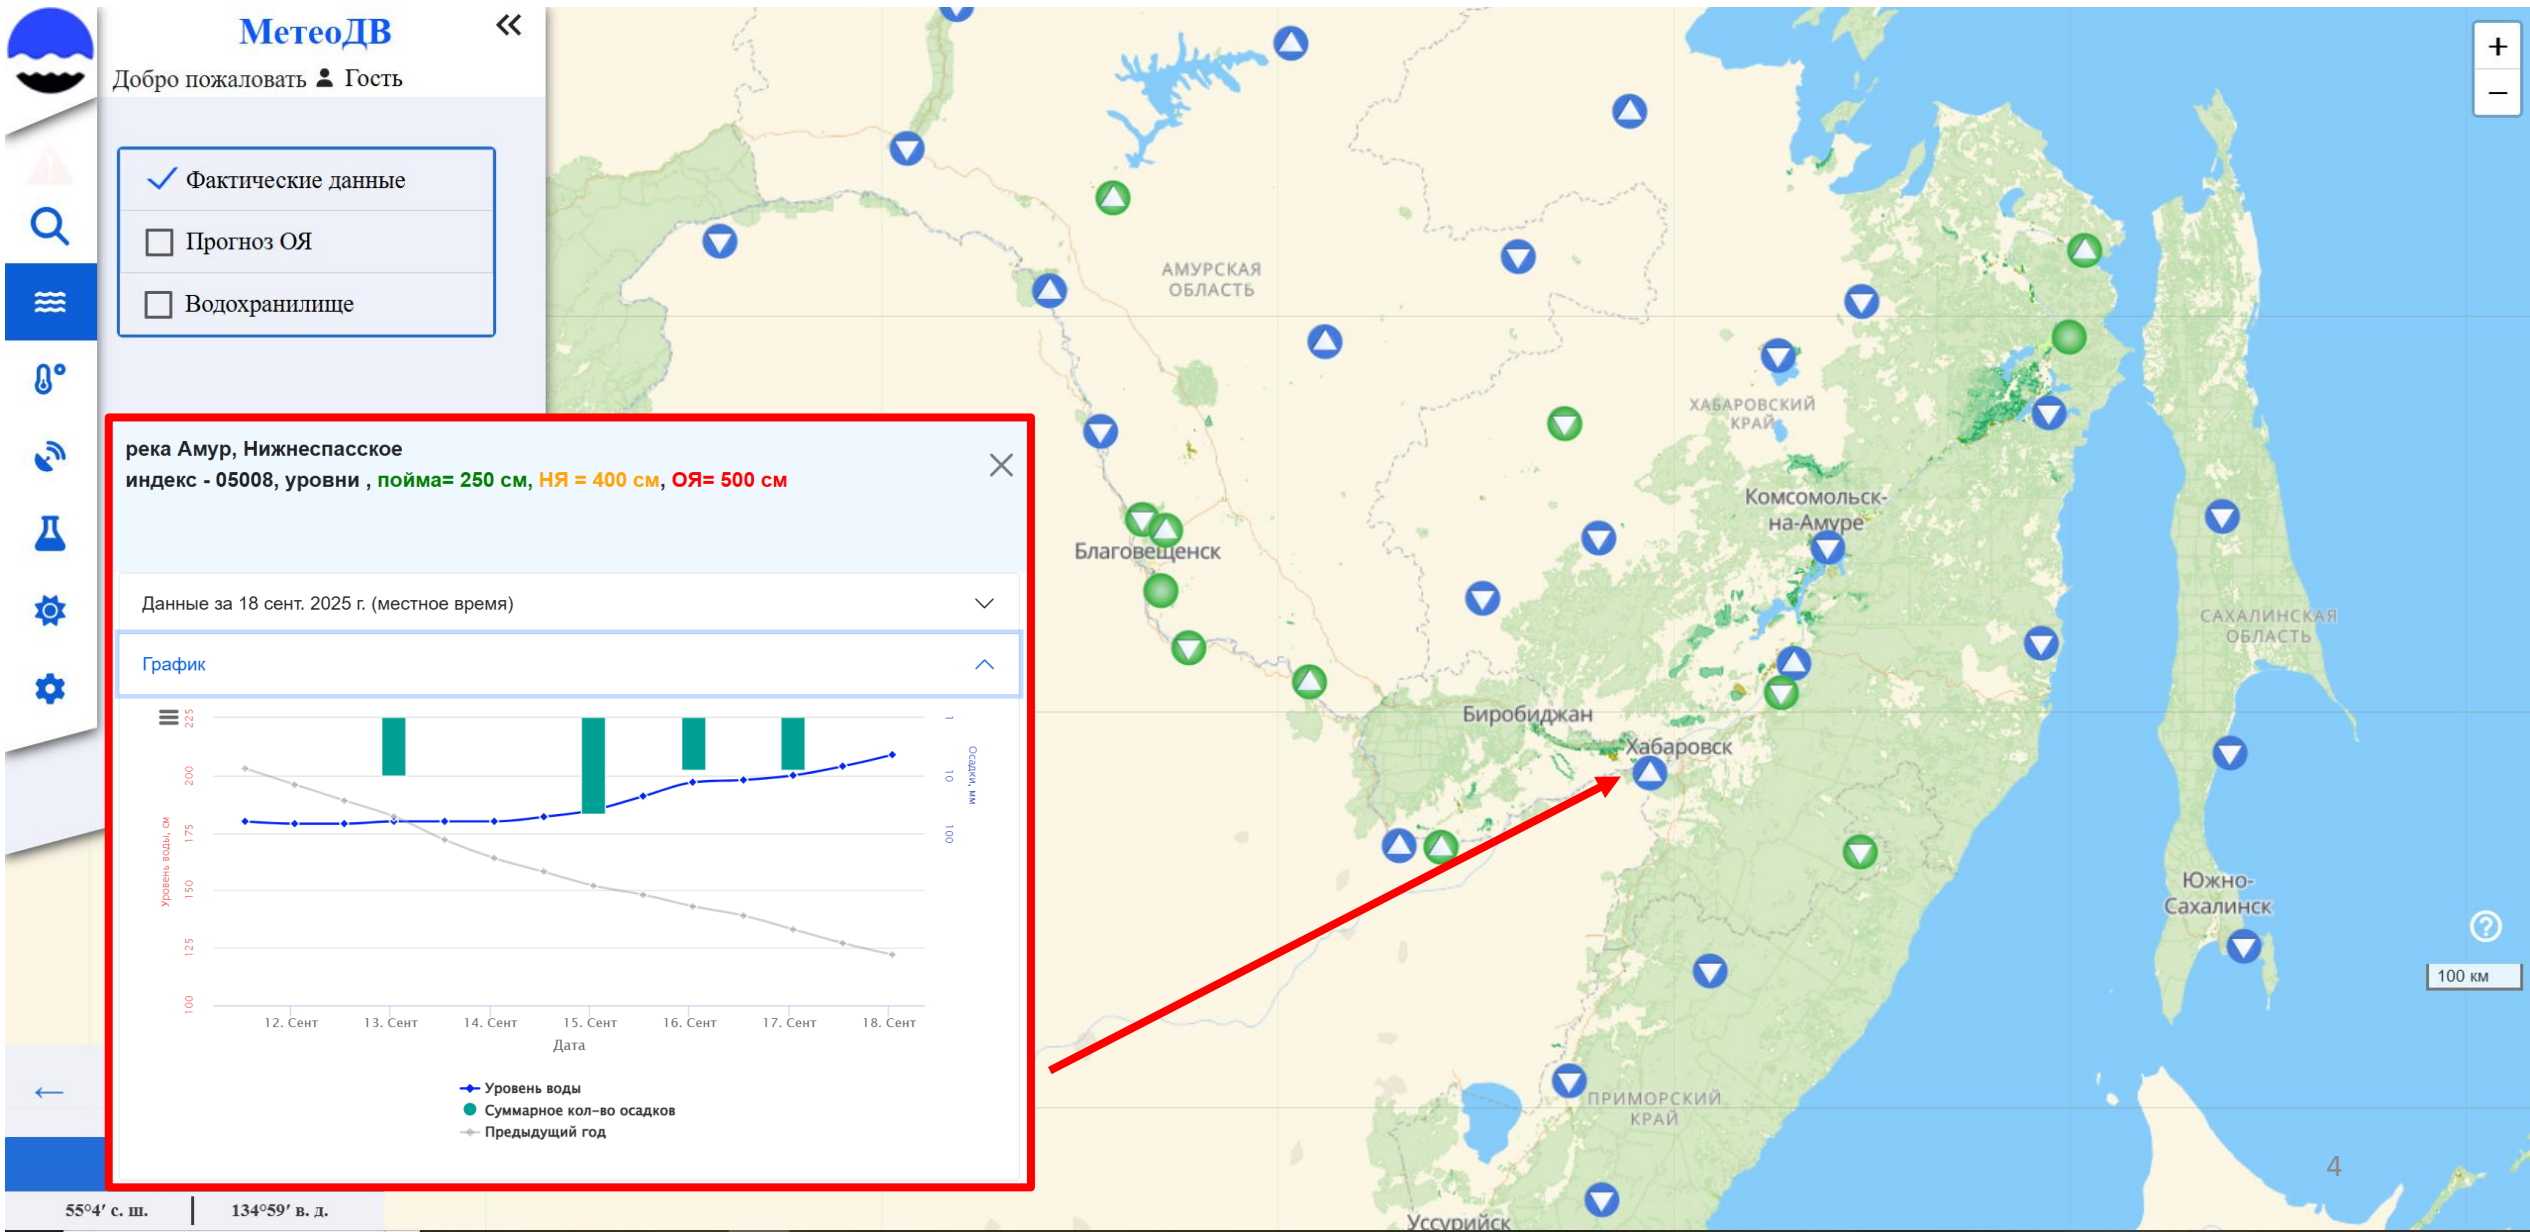 МетеоДВ
Добро пожаловать Гость
Фактические данные
Прогноз ОЯ
Водохранилище
река Амур, Нижнеспасское
индекс - 05008, уровни , пойма= 250 см, НЯ = 400 см, ОЯ= 500 см
Данные за 18 сент. 2025 г. (местное время)
График
225
200
175
150
125
100
Уровень воды, см
1
10
100
Осадки, мм
12. Сент
13. Сент
14. Сент
15. Сент
16. Сент
17. Сент
18. Сент
Дата
Уровень воды
Суммарное кол-во осадков
Предыдущий год
55°4′ с. ш.
134°59′ в. д.
АМУРСКАЯ
ОБЛАСТЬ
ХАБАРОВСКИЙ
КРАЙ
Комсомольск-
на-Амуре
Благовещенск
САХАЛИНСКАЯ
ОБЛАСТЬ
Биробиджан
Хабаровск
Южно-
Сахалинск
ПРИМОРСКИЙ
КРАЙ
Уссурийск
+
−
?
100 км
4